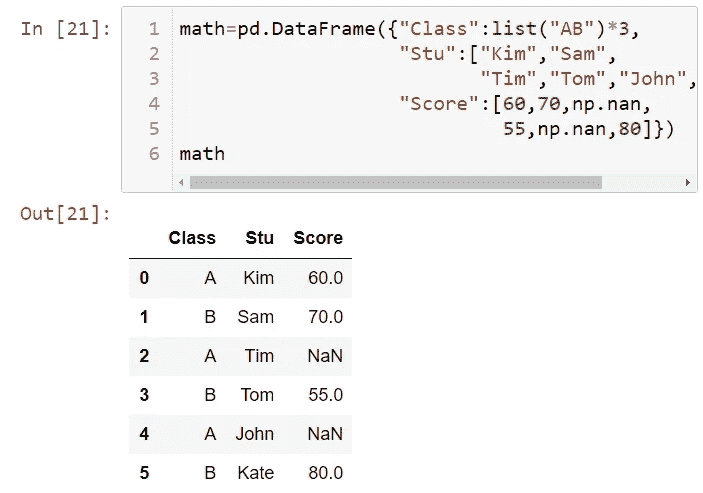 In [21]:
1 math=pd.DataFrame({"Class":list("AB")*3,
2 "Stu":["Kim","Sam",
3 "Tim","Tom","John",
4 "Score":[60,70,np.nan,
5 55,np.nan,80]})
6 math
Out[21]:
Class Stu Score
0 A Kim 60.0
1 B Sam 70.0
2 A Tim NaN
3 B Tom 55.0
4 A John NaN
5 B Kate 80.0